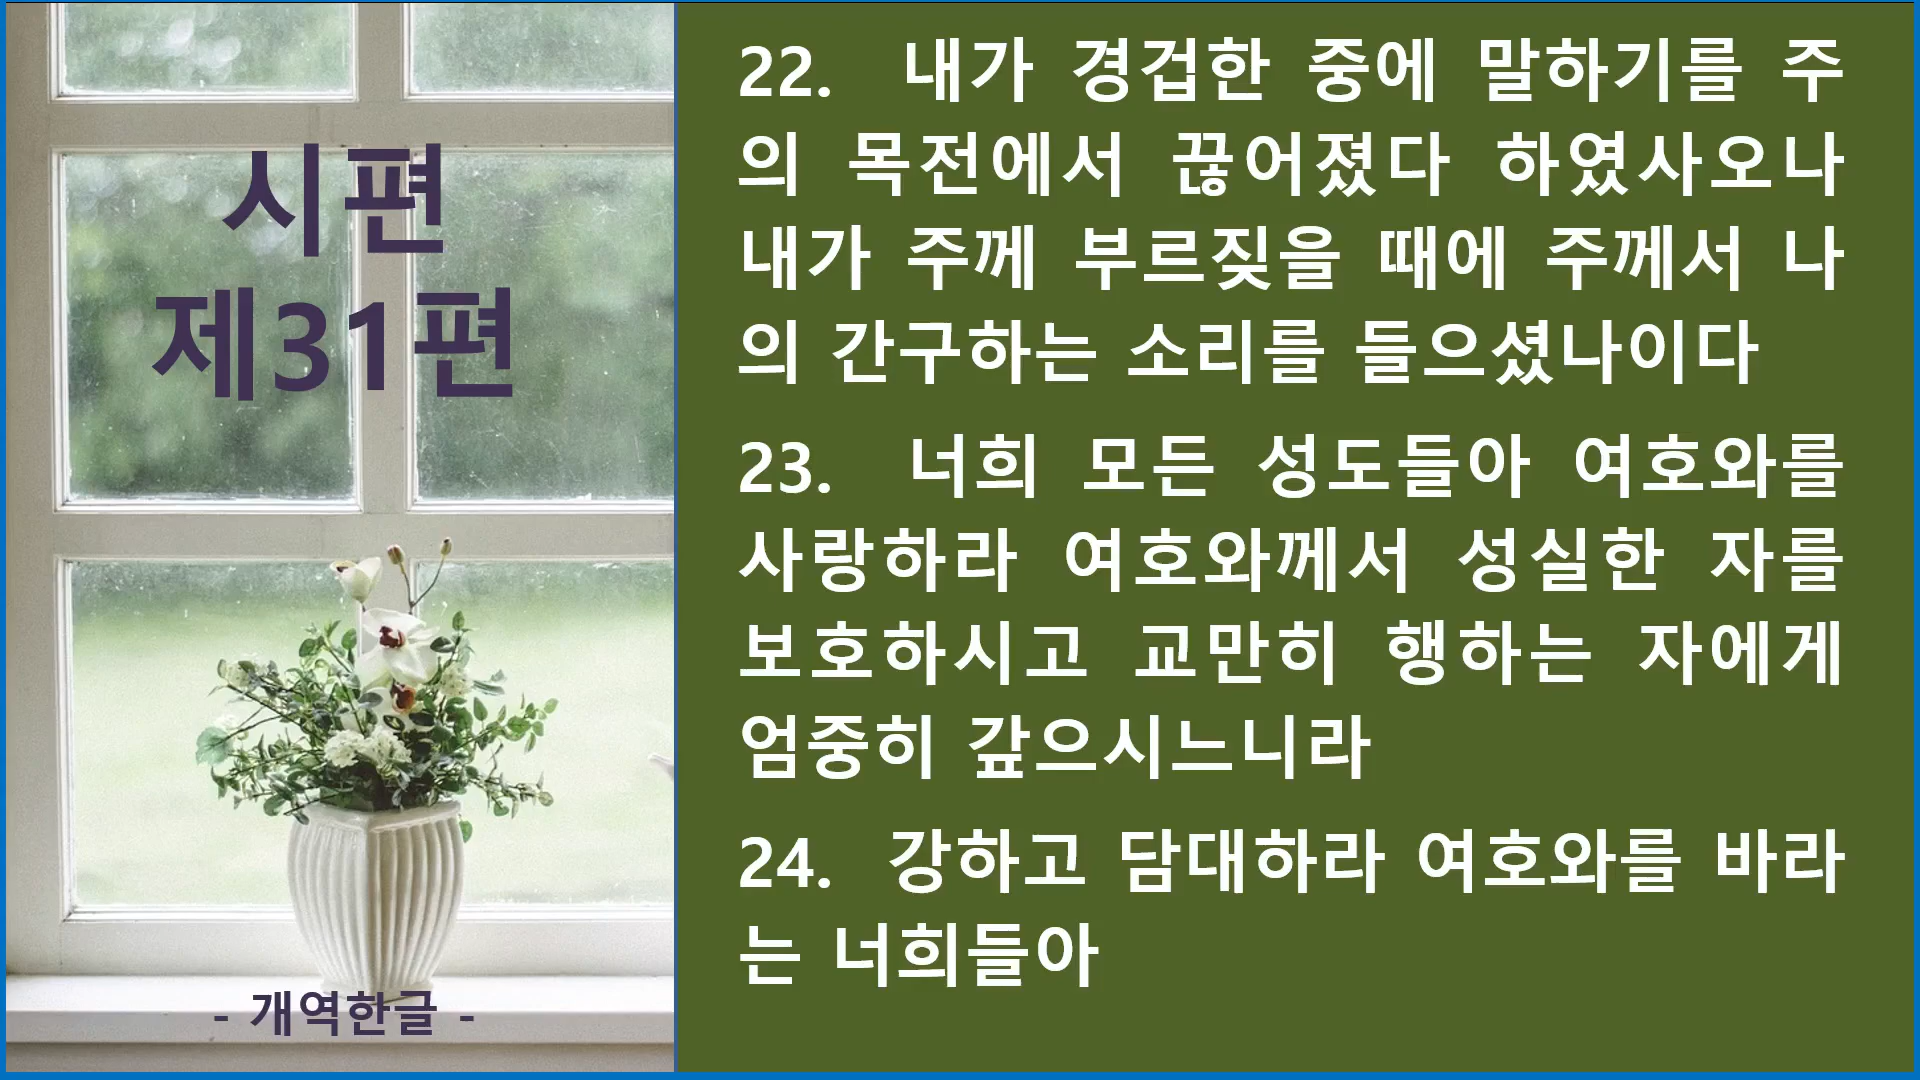 시편
제31편
- 개역한글 -
22. 내가 경겁한 중에 말하기를 주
의 목전에서 끊어졌다 하였사오나
내가 주께 부르짖을 때에 주께서 나
의 간구하는 소리를 들으셨나이다
23. 너희 모든 성도들아 여호와를
사랑하라 여호와께서 성실한 자를
보호하시고 교만히 행하는 자에게
엄중히 갚으시느니라
24. 강하고 담대하라 여호와를 바라
는 너희들아